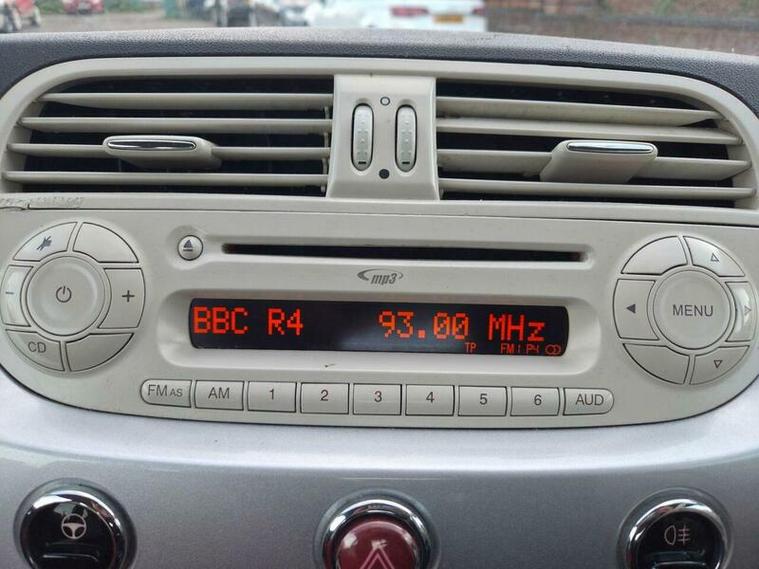 mp3
BBC R4 93.00 MHz
TP FM1 P4 CD
CD
MENU
FM AS AM 1 2 3 4 5 6 AUD